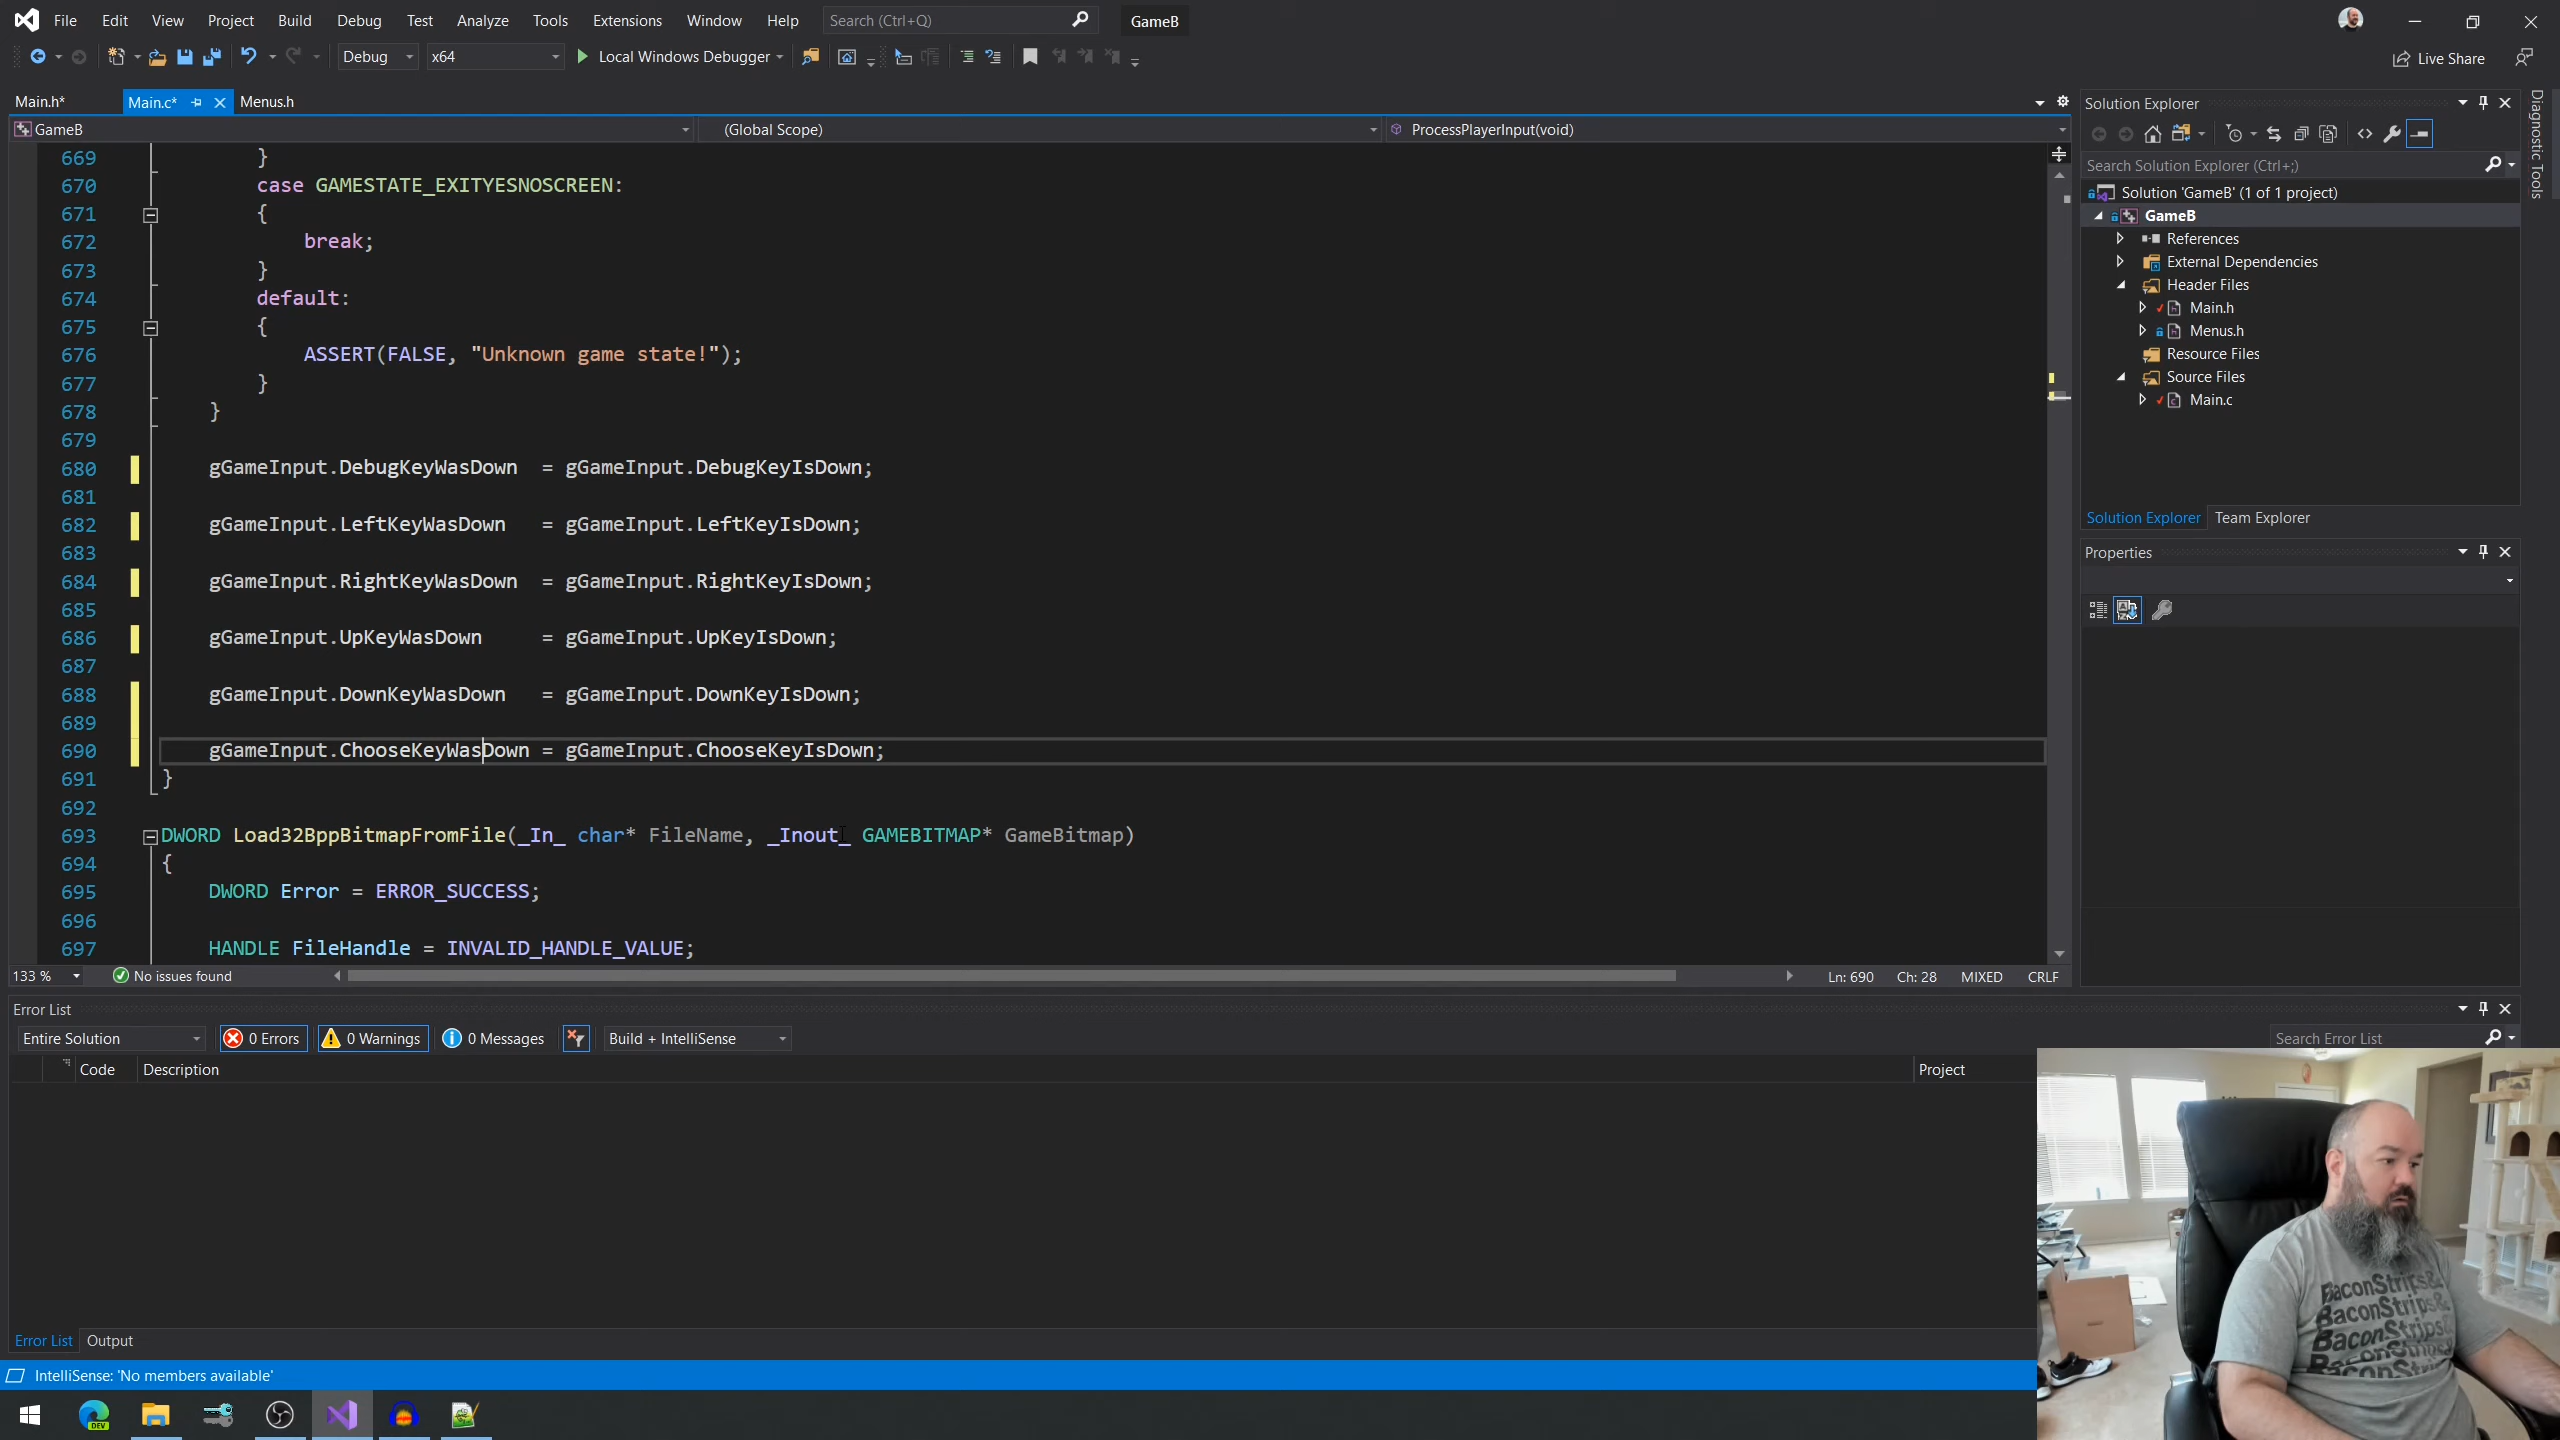 File Edit View Project Build Debug Test Analyze Tools Extensions Window Help Search (Ctrl+Q) GameB
Debug x64 Local Windows Debugger Live Share
Main.h* Main.c* Menus.h
GameB (Global Scope) ProcessPlayerInput(void)
669 }
670 case GAMESTATE_EXITYESNOSCREEN:
671 {
672 break;
673 }
674 default:
675 {
676 ASSERT(FALSE, "Unknown game state!");
677 }
678 }
679
680 gGameInput.DebugKeyWasDown = gGameInput.DebugKeyIsDown;
681
682 gGameInput.LeftKeyWasDown = gGameInput.LeftKeyIsDown;
683
684 gGameInput.RightKeyWasDown = gGameInput.RightKeyIsDown;
685
686 gGameInput.UpKeyWasDown = gGameInput.UpKeyIsDown;
687
688 gGameInput.DownKeyWasDown = gGameInput.DownKeyIsDown;
689
690 gGameInput.ChooseKeyWasDown = gGameInput.ChooseKeyIsDown;
691 }
692
693 DWORD Load32BppBitmapFromFile(_In_ char* FileName, _Inout_ GAMEBITMAP* GameBitmap)
694 {
695 DWORD Error = ERROR_SUCCESS;
696
697 HANDLE FileHandle = INVALID_HANDLE_VALUE;
133 % No issues found Ln: 690 Ch: 28 MIXED CRLF
Solution Explorer
Search Solution Explorer (Ctrl+;)
Solution 'GameB' (1 of 1 project)
GameB
References
External Dependencies
Header Files
Main.h
Menus.h
Resource Files
Source Files
Main.c
Solution Explorer Team Explorer
Properties
Diagnostic Tools
Error List
Entire Solution 0 Errors 0 Warnings 0 Messages Build + IntelliSense Search Error List
Code Description Project
Error List Output
IntelliSense: 'No members available'
DEV
BaconStrips&
BaconStrips&
BaconStrips&
BaconStrips&